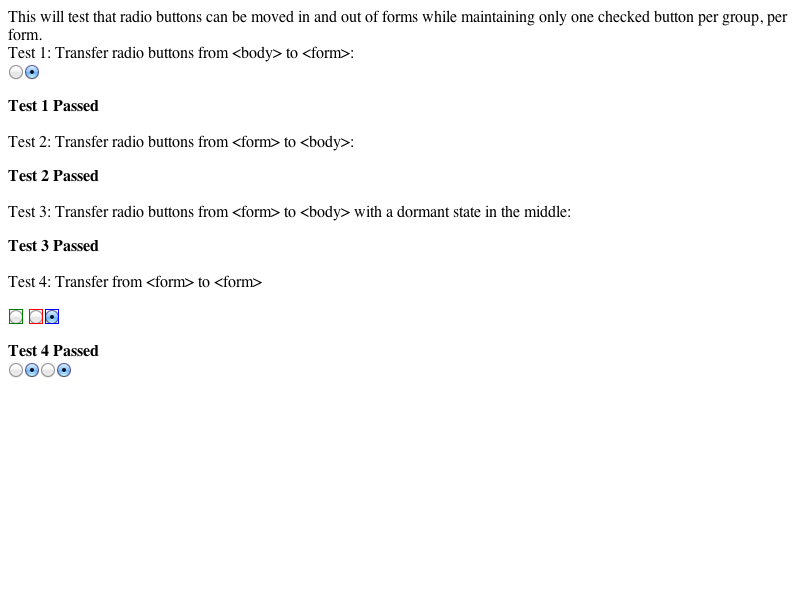 This will test that radio buttons can be moved in and out of forms while maintaining only one checked button per group, per
form.
Test 1: Transfer radio buttons from <body> to <form>:
Test 1 Passed
Test 2: Transfer radio buttons from <form> to <body>:
Test 2 Passed
Test 3: Transfer radio buttons from <form> to <body> with a dormant state in the middle:
Test 3 Passed
Test 4: Transfer from <form> to <form>
Test 4 Passed